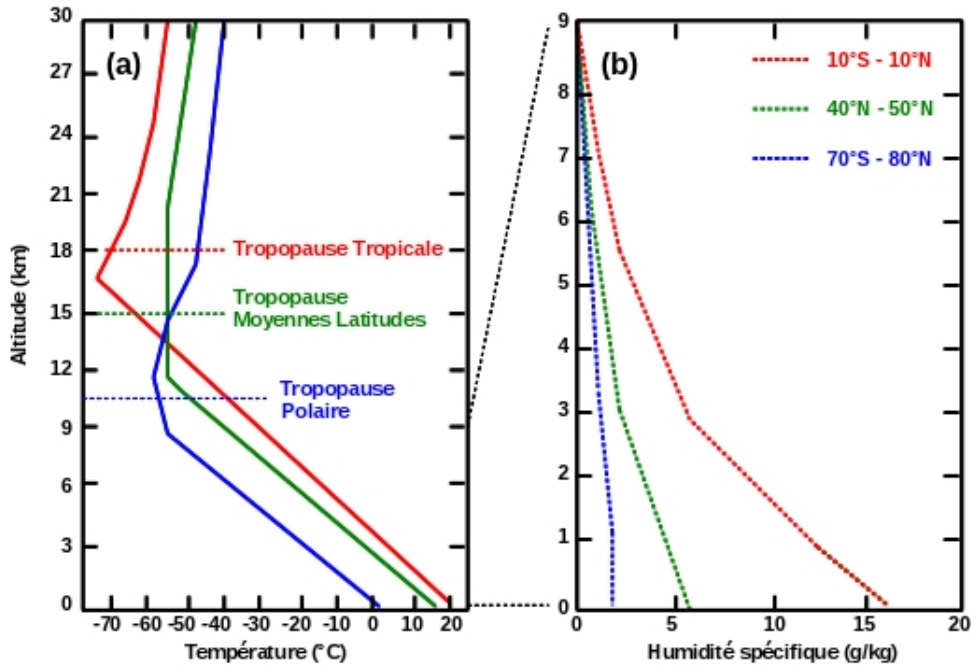 (a)
30
27
24
21
18
15
12
9
6
3
0
Altitude (km)
-70 -60 -50 -40 -30 -20 -10 0 10 20
Température (°C)
Tropopause Tropicale
Tropopause
Moyennes Latitudes
Tropopause
Polaire
(b)
9
8
7
6
5
4
3
2
1
0
0 5 10 15 20
Humidité spécifique (g/kg)
10°S - 10°N
40°N - 50°N
70°S - 80°N